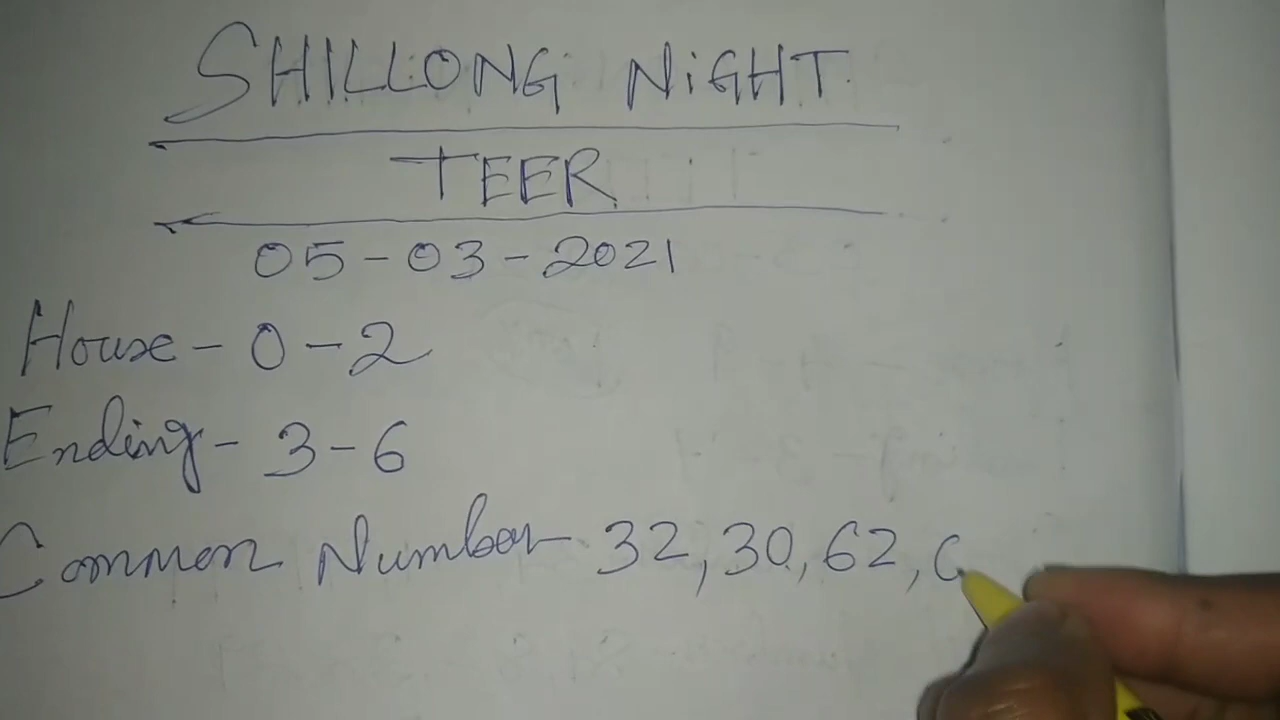 SHILLONG NIGHT
TEER
05-03-2021
House - 0-2
Ending - 3-6
Common Number - 32, 30, 62,